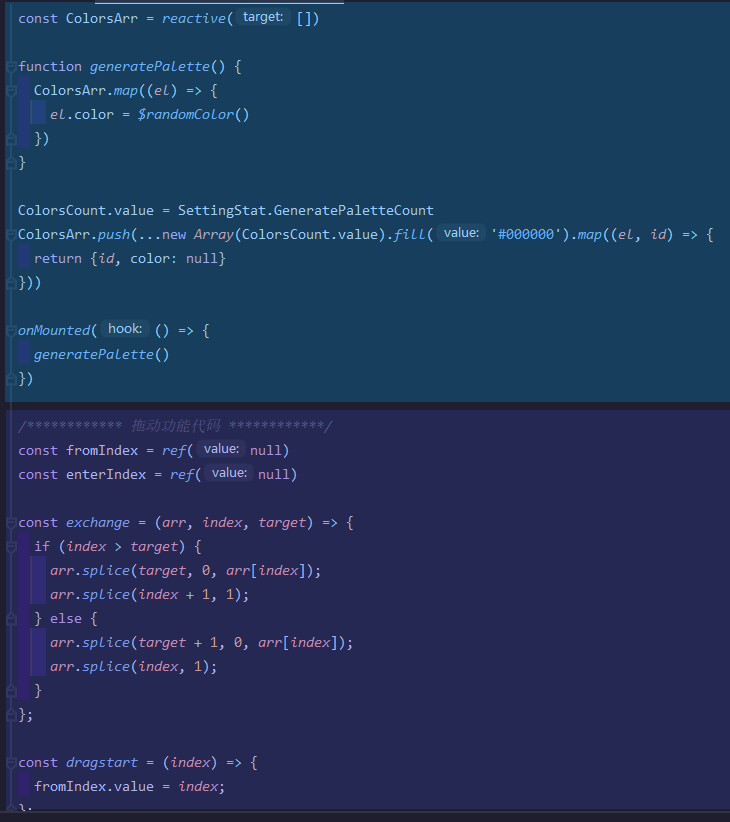 const ColorsArr = reactive( target: [])
function generatePalette() {
ColorsArr.map((el) => {
el.color = $randomColor()
})
}
ColorsCount.value = SettingStat.GeneratePaletteCount
ColorsArr.push(...new Array(ColorsCount.value).fill( value: '#000000').map((el, id) => {
return {id, color: null}
}))
onMounted( hook: () => {
generatePalette()
})
/************ 拖动功能代码 ************/
const fromIndex = ref( value: null)
const enterIndex = ref( value: null)
const exchange = (arr, index, target) => {
if (index > target) {
arr.splice(target, 0, arr[index]);
arr.splice(index + 1, 1);
} else {
arr.splice(target + 1, 0, arr[index]);
arr.splice(index, 1);
}
};
const dragstart = (index) => {
fromIndex.value = index;
};